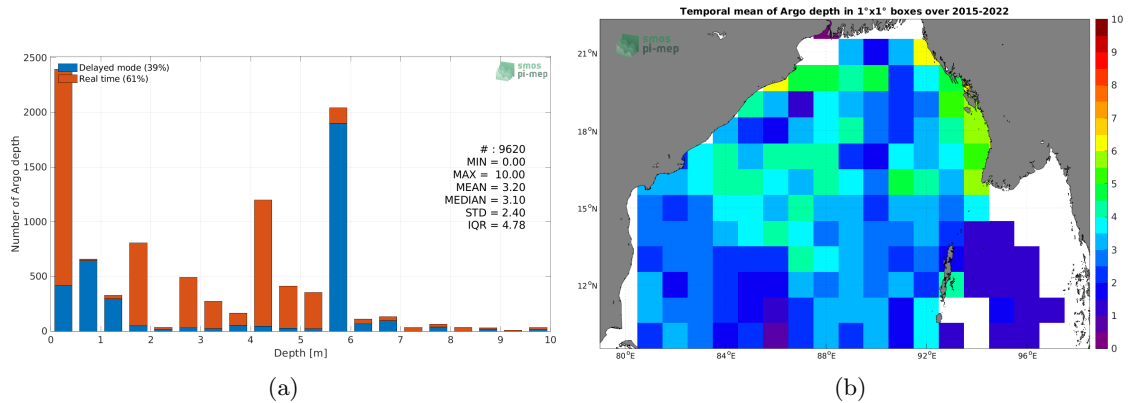 Temporal mean of Argo depth in 1°x1° boxes over 2015-2022
Delayed mode (39%)
Real time (61%)
smos
pi-mep
# : 9620
MIN = 0.00
MAX = 10.00
MEAN = 3.20
MEDIAN = 3.10
STD = 2.40
IQR = 4.78
Number of Argo depth
2500
2000
1500
1000
500
0
0 1 2 3 4 5 6 7 8 9 10
Depth [m]
(a)
smos
pi-mep
21°N
18°N
15°N
12°N
80°E 84°E 88°E 92°E 96°E
10
9
8
7
6
5
4
3
2
1
0
(b)